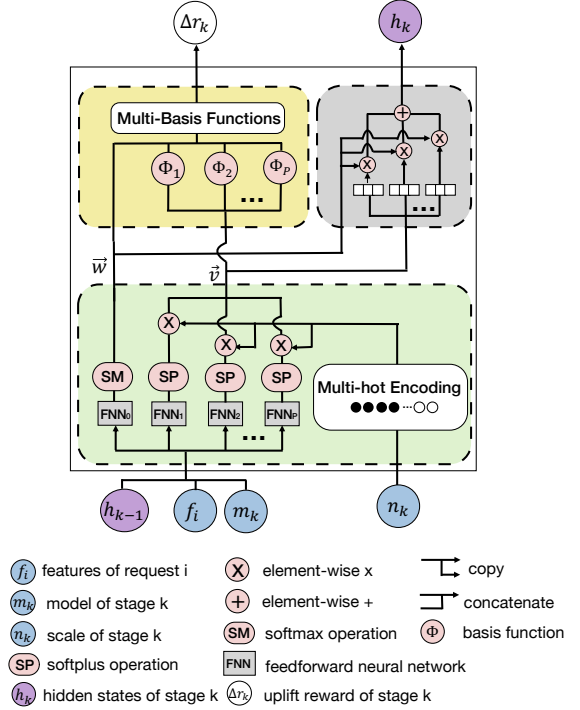 Δr_k
h_k
Multi-Basis Functions
Φ_1 Φ_2 Φ_P
...
+
x x x
...
w⃗
v⃗
x
x x
SM SP SP SP
Multi-hot Encoding
...
FNN_0 FNN_1 FNN_2 FNN_P
...
h_{k−1} f_i m_k n_k
f_i features of request i
x element-wise x
copy
m_k model of stage k
+ element-wise +
concatenate
n_k scale of stage k
SM softmax operation
Φ basis function
SP softplus operation
FNN feedforward neural network
h_k hidden states of stage k
Δr_k uplift reward of stage k